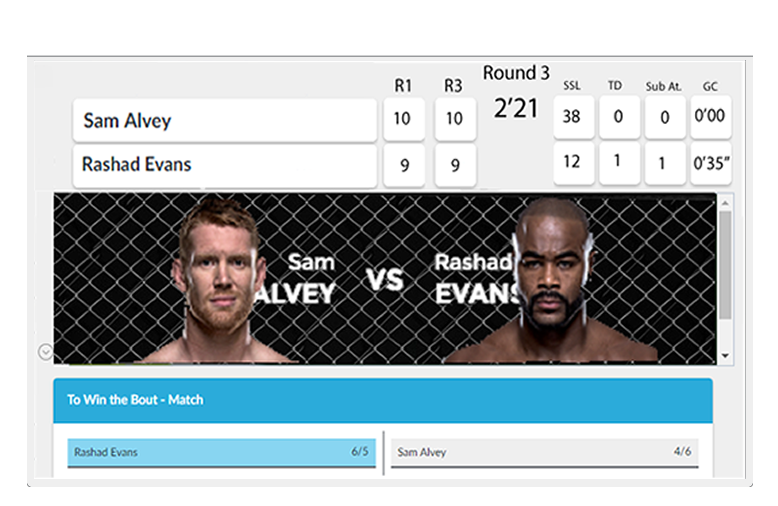 R1 R3 Round 3 SSL TD Sub At. GC
2'21
Sam Alvey 10 10 38 0 0 0'00
Rashad Evans 9 9 12 1 1 0'35"
Sam Rashad
ALVEY VS EVANS
To Win the Bout - Match
Rashad Evans 6/5 Sam Alvey 4/6